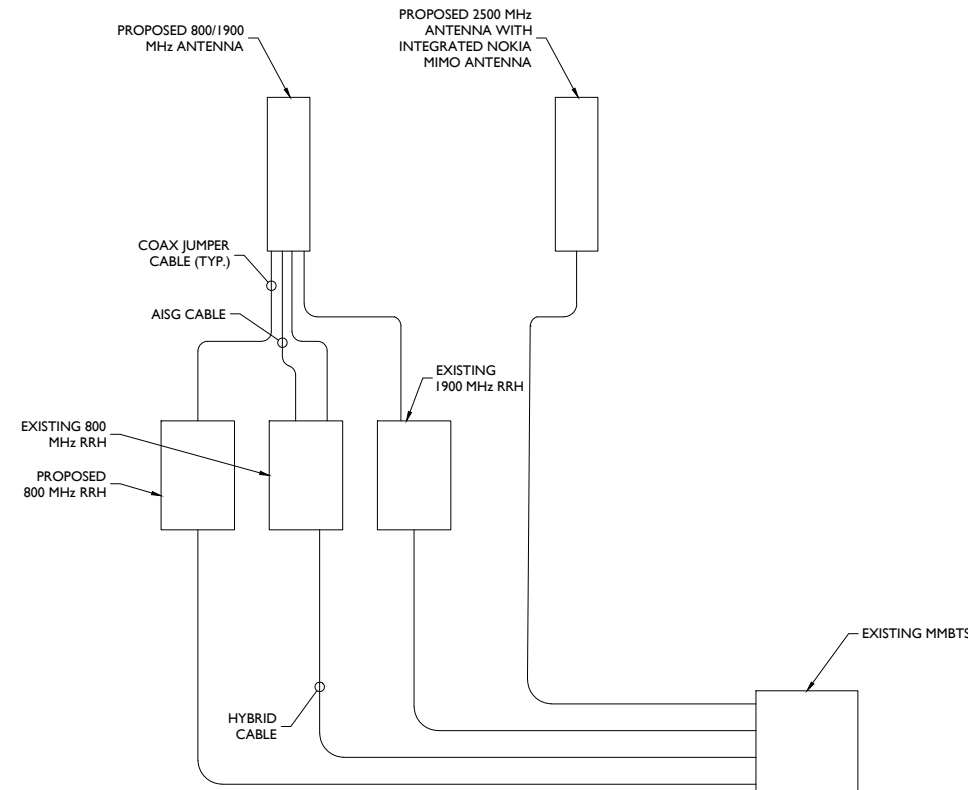 PROPOSED 800/1900
MHz ANTENNA
PROPOSED 2500 MHz
ANTENNA WITH
INTEGRATED NOKIA
MIMO ANTENNA
COAX JUMPER
CABLE (TYP.)
AISG CABLE
EXISTING
1900 MHz RRH
EXISTING 800
MHz RRH
PROPOSED
800 MHz RRH
EXISTING MMBTS
HYBRID
CABLE